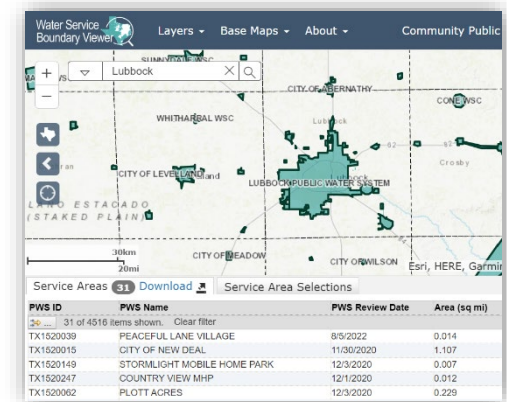 Water Service
Boundary Viewer
Layers
Base Maps
About
Community Public
SUNNYDALE WSC
Lubbock
CITY OF ABERNATHY
CONE WSC
WHITHARRAL WSC
Lubbock
62
Crosby
CITY OF LEVELLAND
LUBBOCK PUBLIC WATER SYSTEM
LLANO ESTACADO
(STAKED PLAIN)
30km
20mi
CITY OF MEADOW
CITY OF WILSON
Esri, HERE, Garmin
Service Areas 31 Download
Service Area Selections
PWS ID PWS Name PWS Review Date Area (sq mi)
... 31 of 4516 items shown. Clear filter
TX1520039 PEACEFUL LANE VILLAGE 8/5/2022 0.014
TX1520015 CITY OF NEW DEAL 11/30/2020 1.107
TX1520149 STORMLIGHT MOBILE HOME PARK 12/3/2020 0.007
TX1520247 COUNTRY VIEW MHP 12/1/2020 0.012
TX1520062 PLOTT ACRES 12/3/2020 0.229